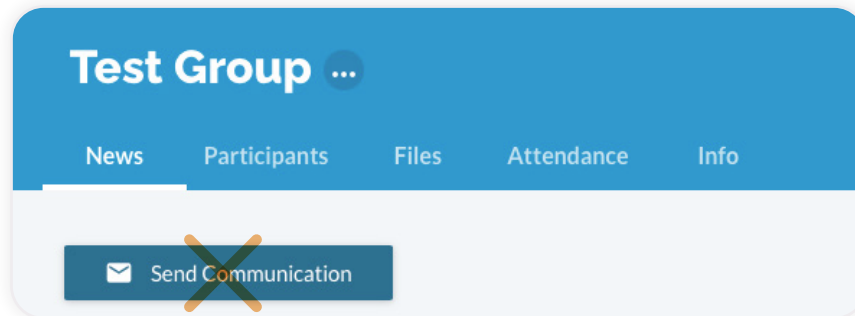 Test Group ...
News Participants Files Attendance Info
Send Communication